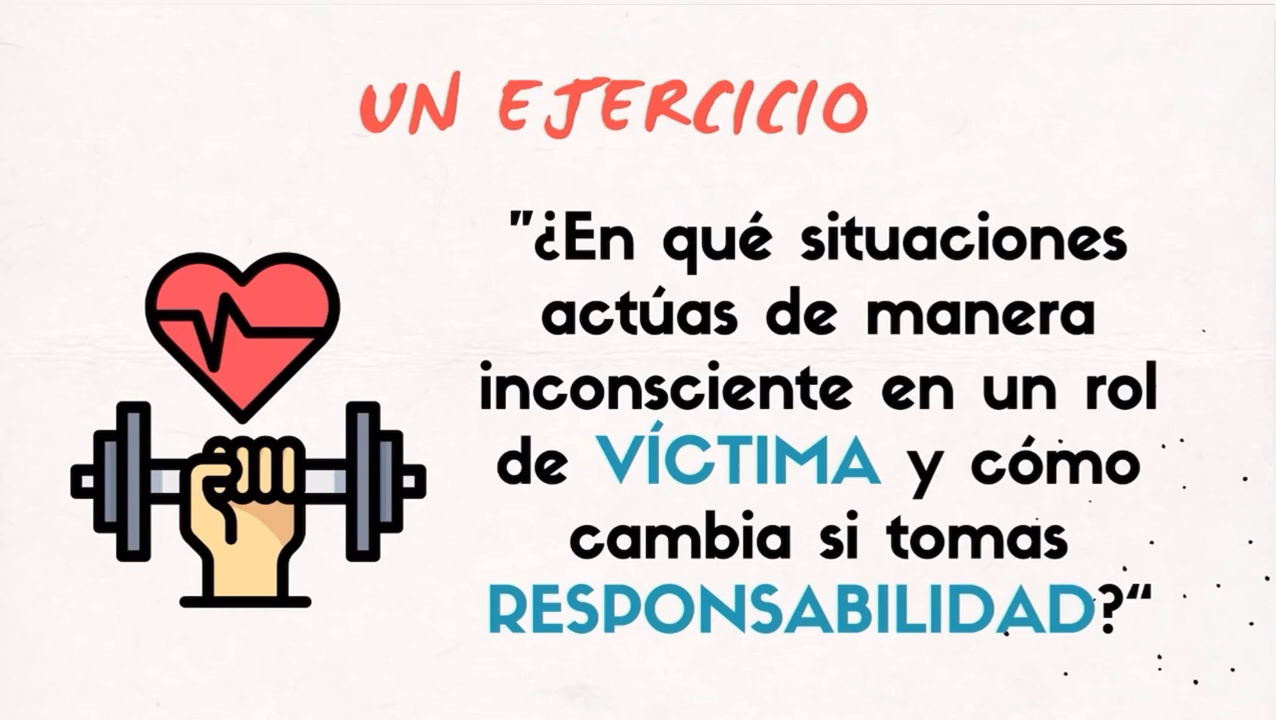 UN EJERCICIO
"¿En qué situaciones
actúas de manera
inconsciente en un rol
de VÍCTIMA y cómo
cambia si tomas
RESPONSABILIDAD?“